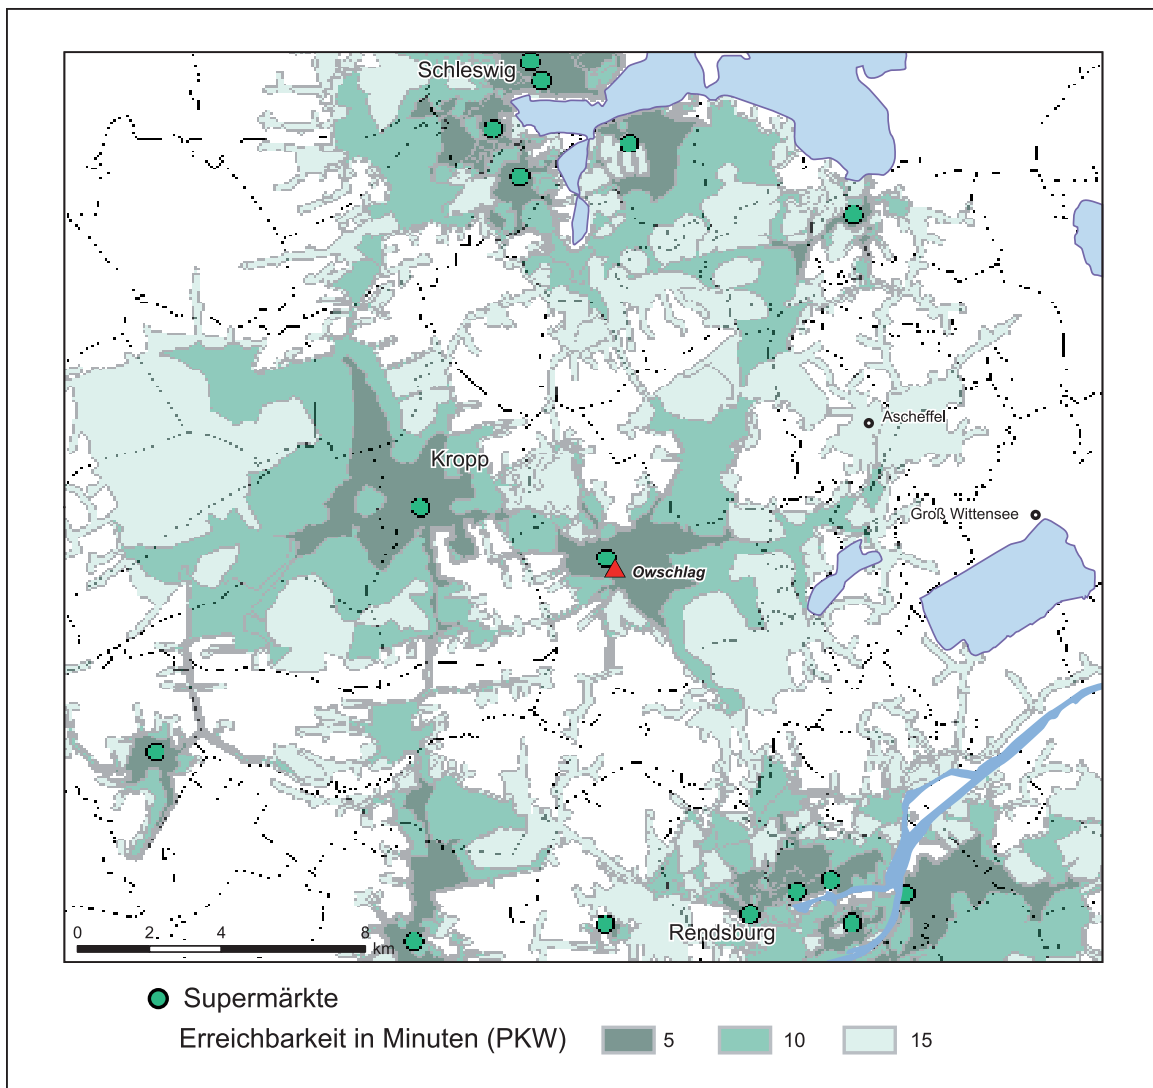 Schleswig
Ascheffel
Kropp
Groß Wittensee
Owschlag
Rendsburg
0 2 4 8
km
Supermärkte
Erreichbarkeit in Minuten (PKW) 5 10 15